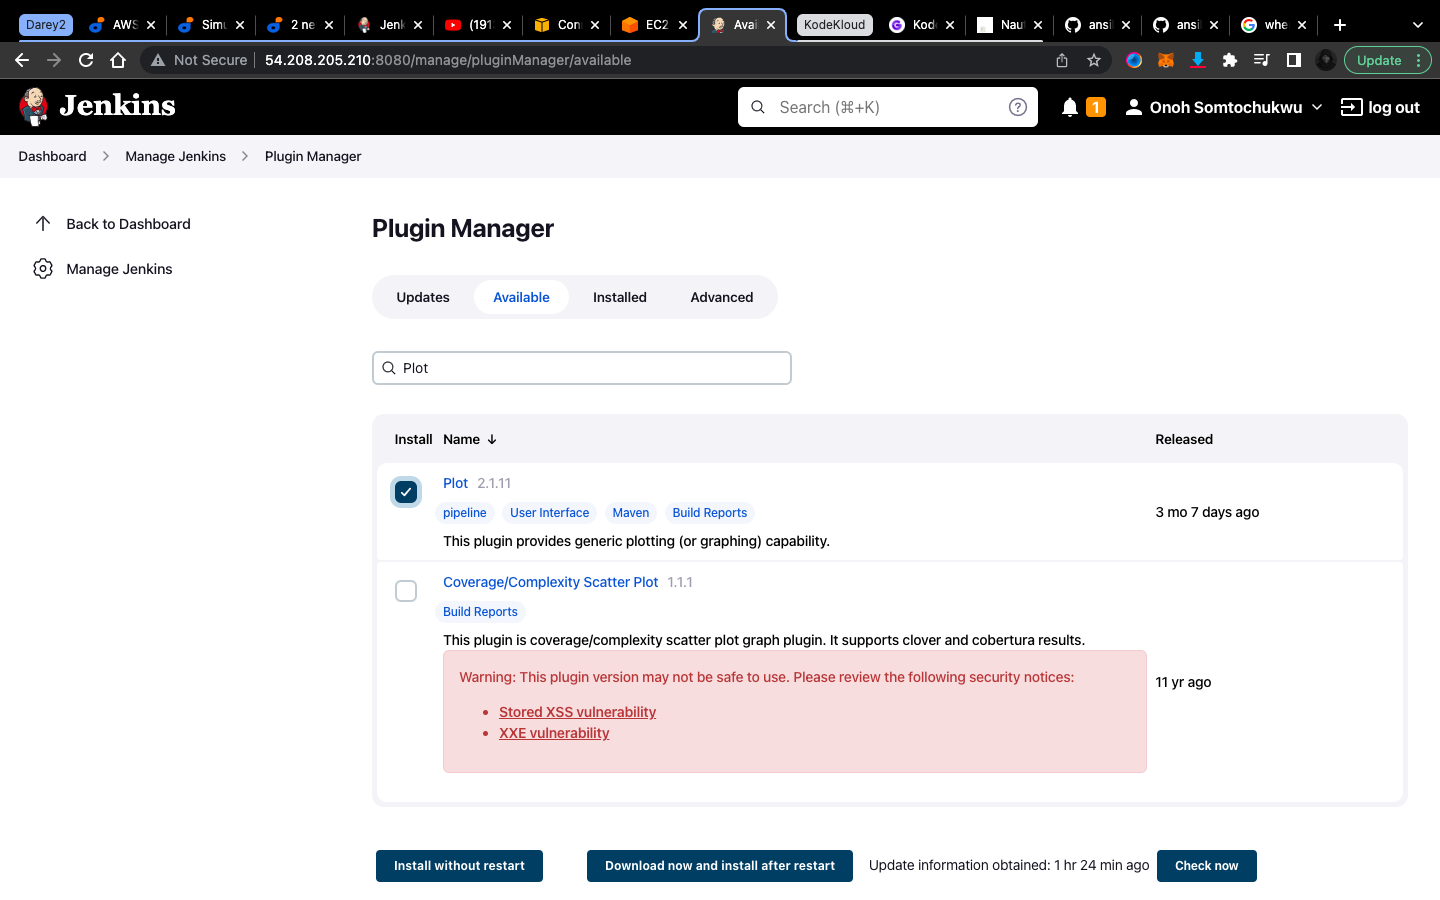 Darey2 AWS Simu 2 ne Jenk (191 Con EC2 Avai KodeKloud Kod Naut ansi ansi whe
Not Secure 54.208.205.210:8080/manage/pluginManager/available Update
Jenkins Search (⌘+K) 1 Onoh Somtochukwu log out
Dashboard Manage Jenkins Plugin Manager
Back to Dashboard
Manage Jenkins
Plugin Manager
Updates Available Installed Advanced
Plot
Install Name ↓ Released
Plot 2.1.11
pipeline User Interface Maven Build Reports
3 mo 7 days ago
This plugin provides generic plotting (or graphing) capability.
Coverage/Complexity Scatter Plot 1.1.1
Build Reports
This plugin is coverage/complexity scatter plot graph plugin. It supports clover and cobertura results.
Warning: This plugin version may not be safe to use. Please review the following security notices:
11 yr ago
• Stored XSS vulnerability
• XXE vulnerability
Install without restart Download now and install after restart Update information obtained: 1 hr 24 min ago Check now